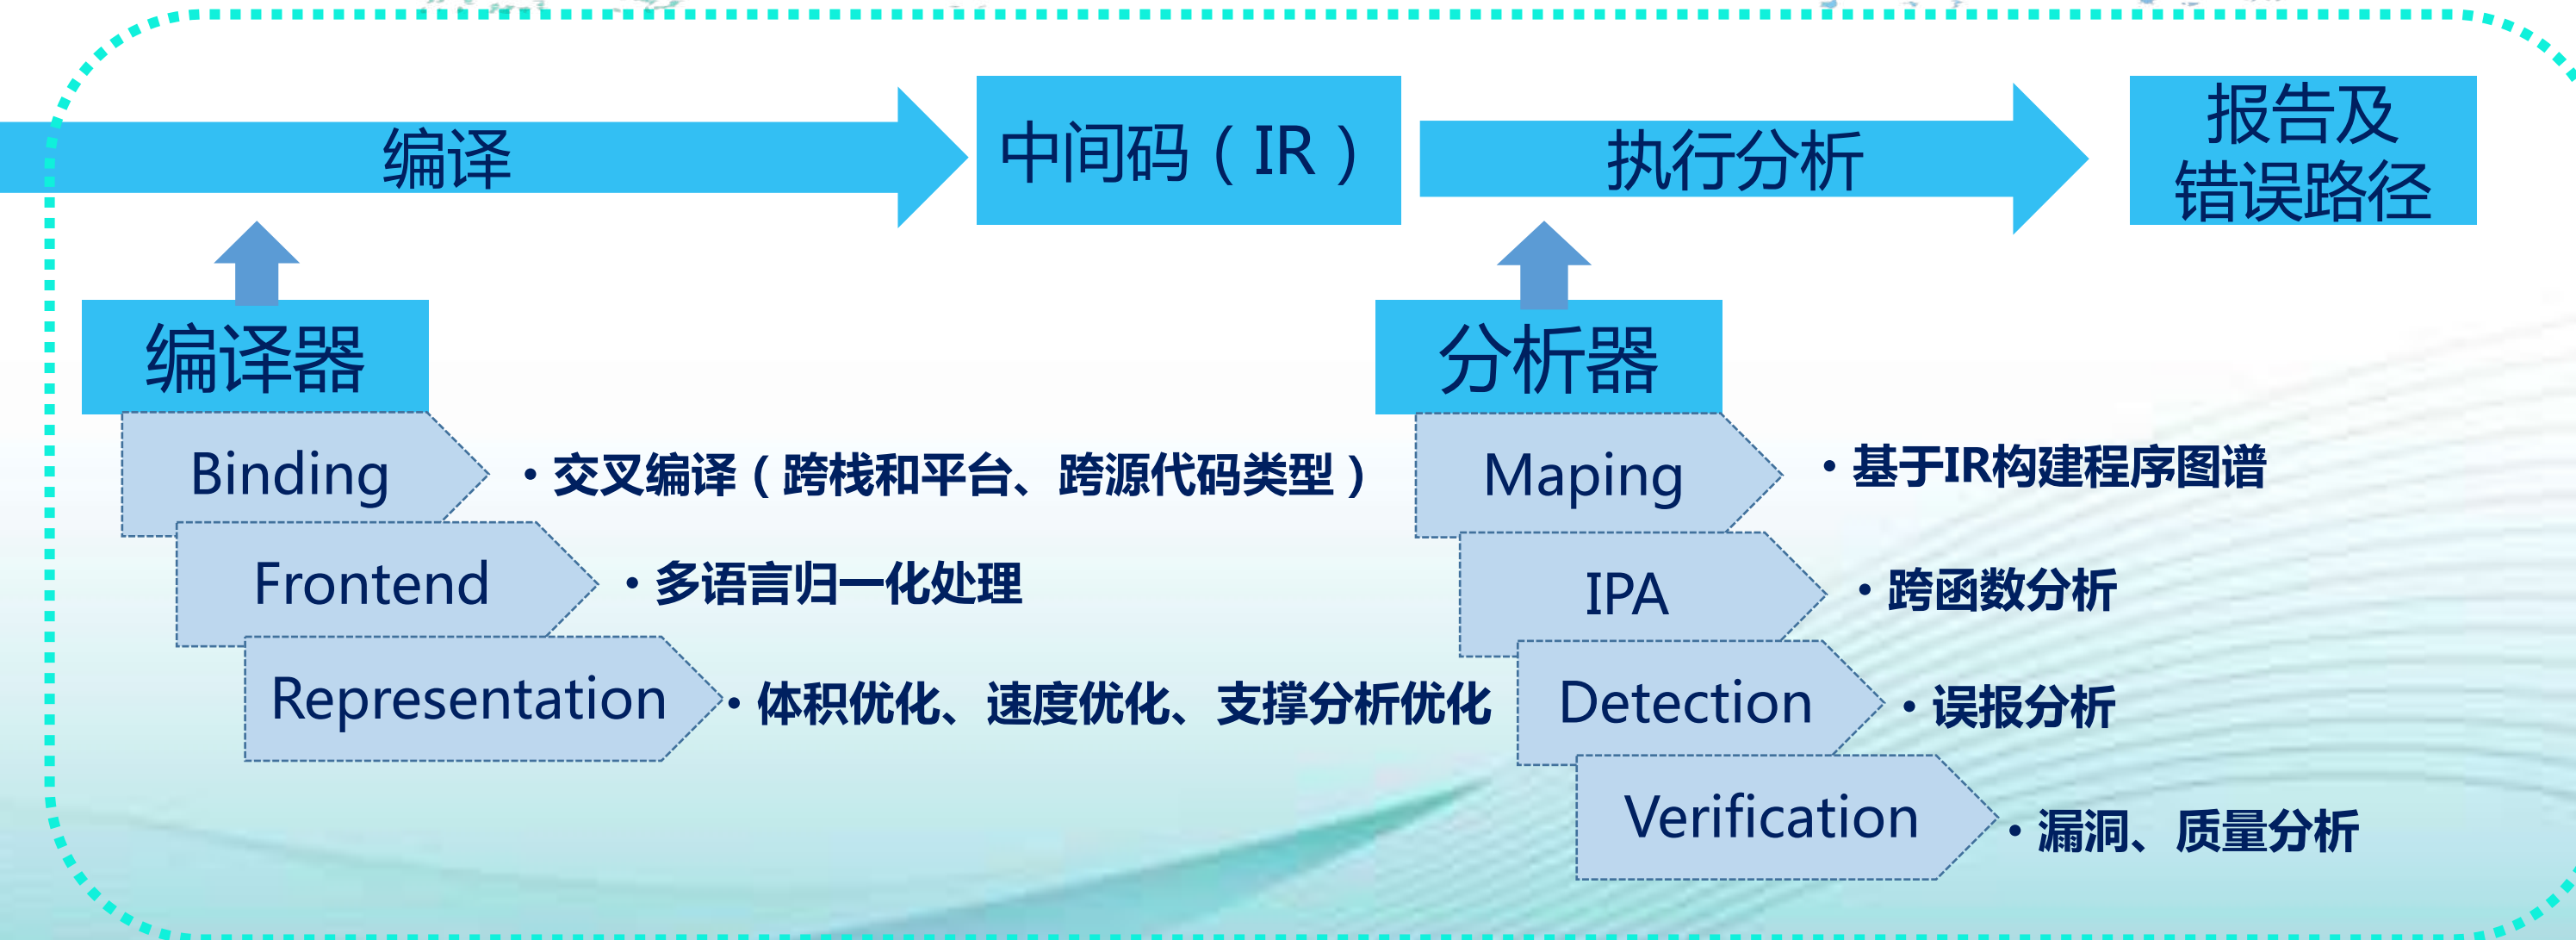 编译
中间码（IR）
执行分析
报告及
错误路径
编译器
Binding
•交叉编译（跨栈和平台、跨源代码类型）
Frontend
•多语言归一化处理
Representation
•体积优化、速度优化、支撑分析优化
分析器
Maping
•基于IR构建程序图谱
IPA
•跨函数分析
Detection
•误报分析
Verification
•漏洞、质量分析